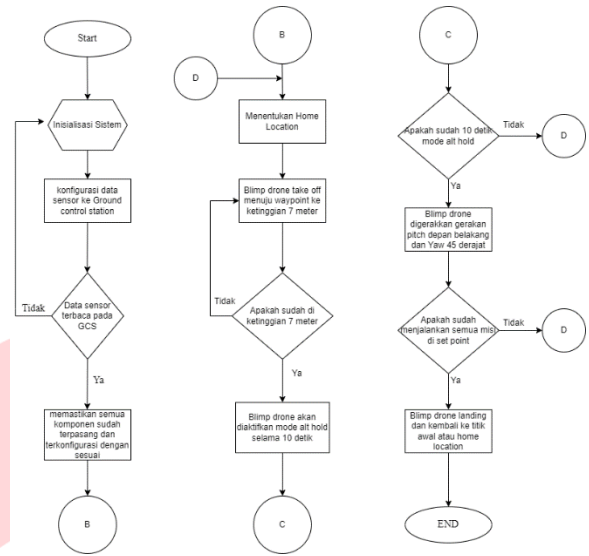 Start
Inisialisasi Sistem
konfigurasi data
sensor ke Ground
control station
Data sensor
terbaca pada
GCS
Tidak
Ya
memastikan semua
komponen sudah
terpasang dan
terkonfigurasi dengan
sesuai
B
B
D
Menentukan Home
Location
Blimp drone take off
menuju waypoint ke
ketinggian 7 meter
Tidak
Apakah sudah di
ketinggian 7 meter
Ya
Blimp drone akan
diaktifkan mode alt hold
selama 10 detik
C
C
Apakah sudah 10 detik
mode alt hold
Tidak
D
Ya
Blimp drone
digerakkan gerakan
pitch depan belakang
dan Yaw 45 derajat
Apakah sudah
menjalankan semua misi
di set point
Tidak
D
Ya
Blimp drone landing
dan kembali ke titik
awal atau home
location
END